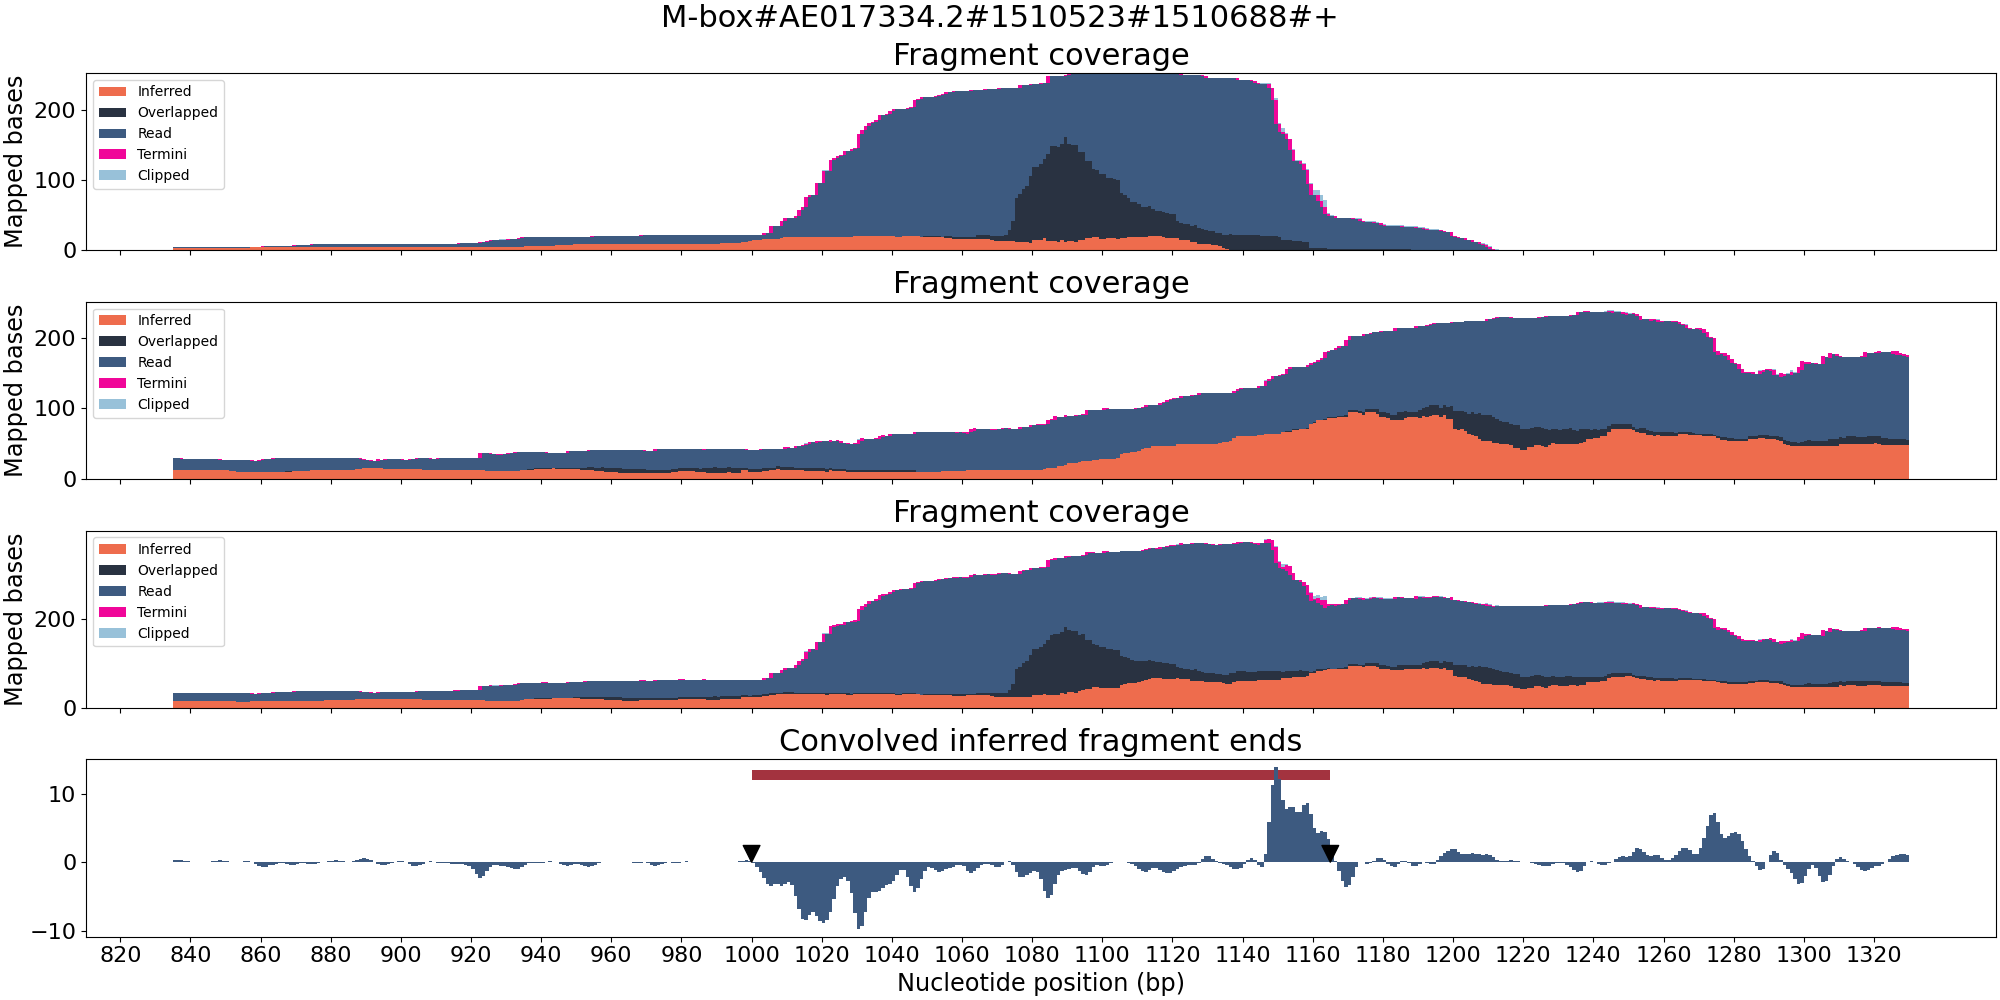 M-box#AE017334.2#1510523#1510688#+
Fragment coverage
Mapped bases
200
100
0
Inferred
Overlapped
Read
Termini
Clipped
Fragment coverage
Mapped bases
200
100
0
Inferred
Overlapped
Read
Termini
Clipped
Fragment coverage
Mapped bases
200
0
Inferred
Overlapped
Read
Termini
Clipped
Convolved inferred fragment ends
10
0
−10
820 840 860 880 900 920 940 960 980 1000 1020 1040 1060 1080 1100 1120 1140 1160 1180 1200 1220 1240 1260 1280 1300 1320
Nucleotide position (bp)